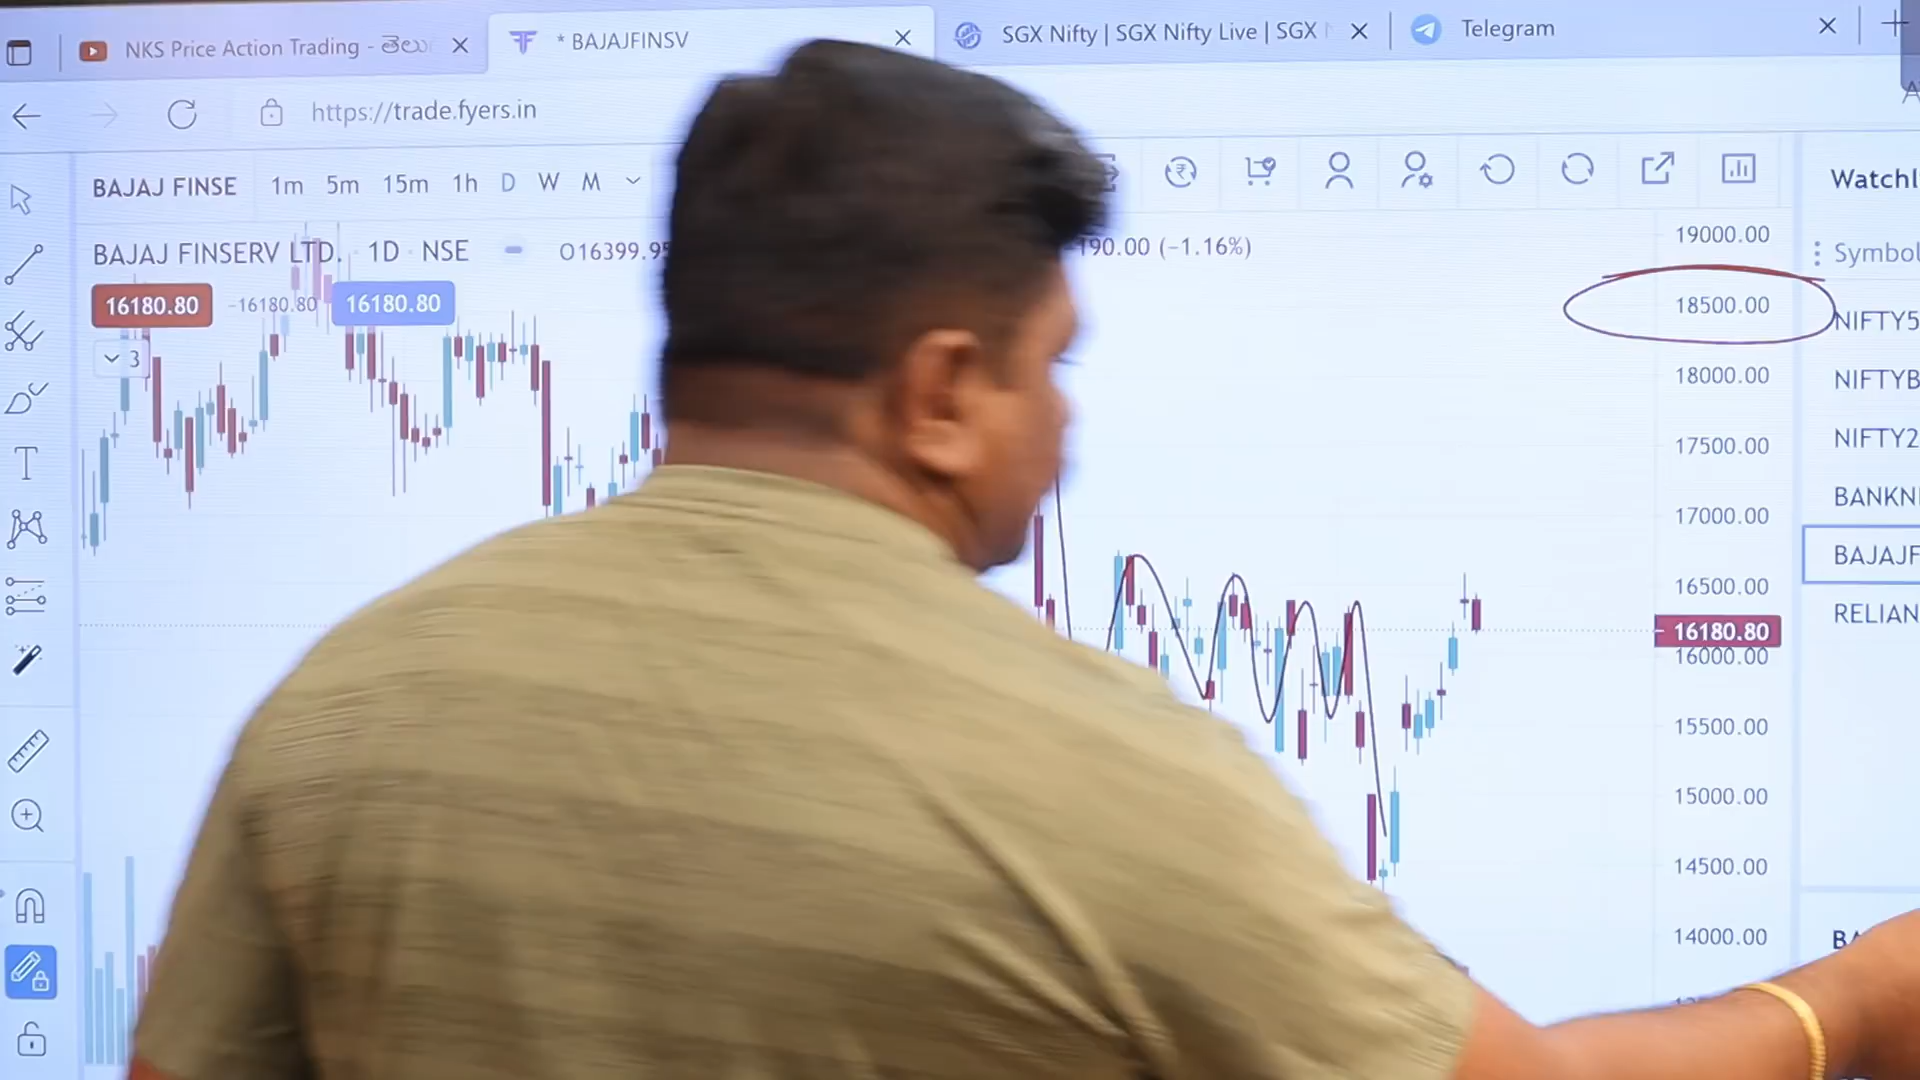 NKS Price Action Trading - తెలు
* BAJAJFINSV
SGX Nifty | SGX Nifty Live | SGX
Telegram
https://trade.fyers.in
BAJAJ FINSE 1m 5m 15m 1h D W M
Watchl
BAJAJ FINSERV LTD. · 1D · NSE O16399.95 190.00 (−1.16%)
16180.80 −16180.80 16180.80
3
19000.00
18500.00
18000.00
17500.00
17000.00
16500.00
16180.80
16000.00
15500.00
15000.00
14500.00
14000.00
Symbol
NIFTY5
NIFTYB
NIFTY2
BANKN
BAJAJF
RELIAN